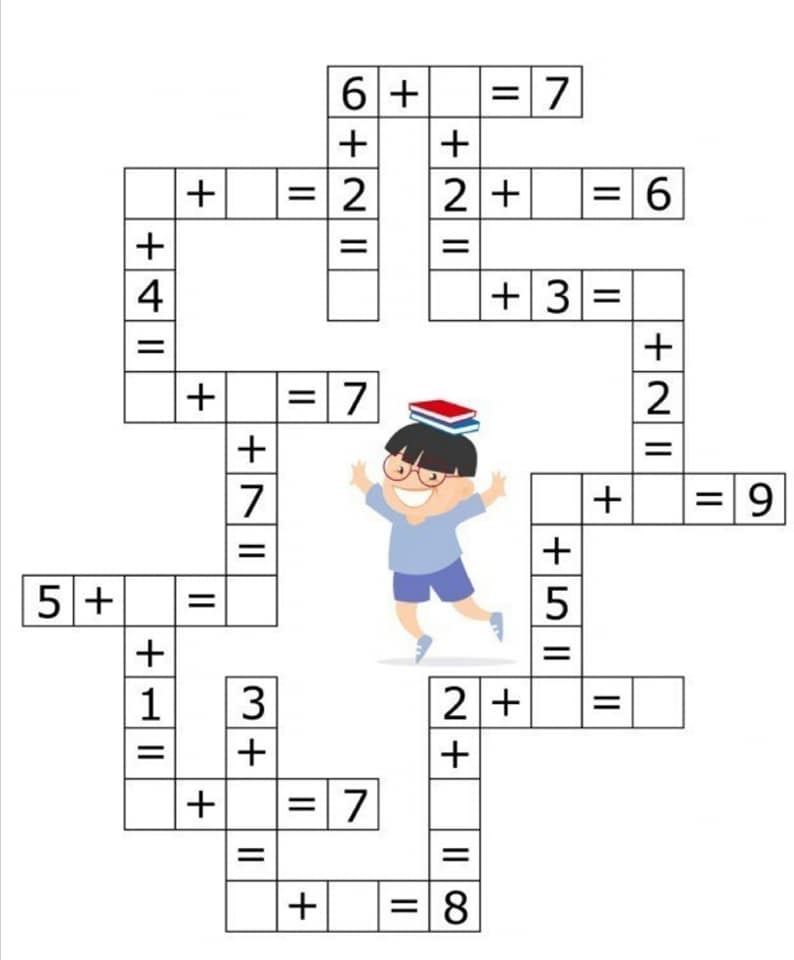 6 + = 7
+ +
+ = 2 2 + = 6
+ = =
4 + 3 =
= +
+ = 7 2
+ =
7 + = 9
= +
5 + = 5
+ =
1 3 2 + =
= + +
+ = 7
= =
+ = 8